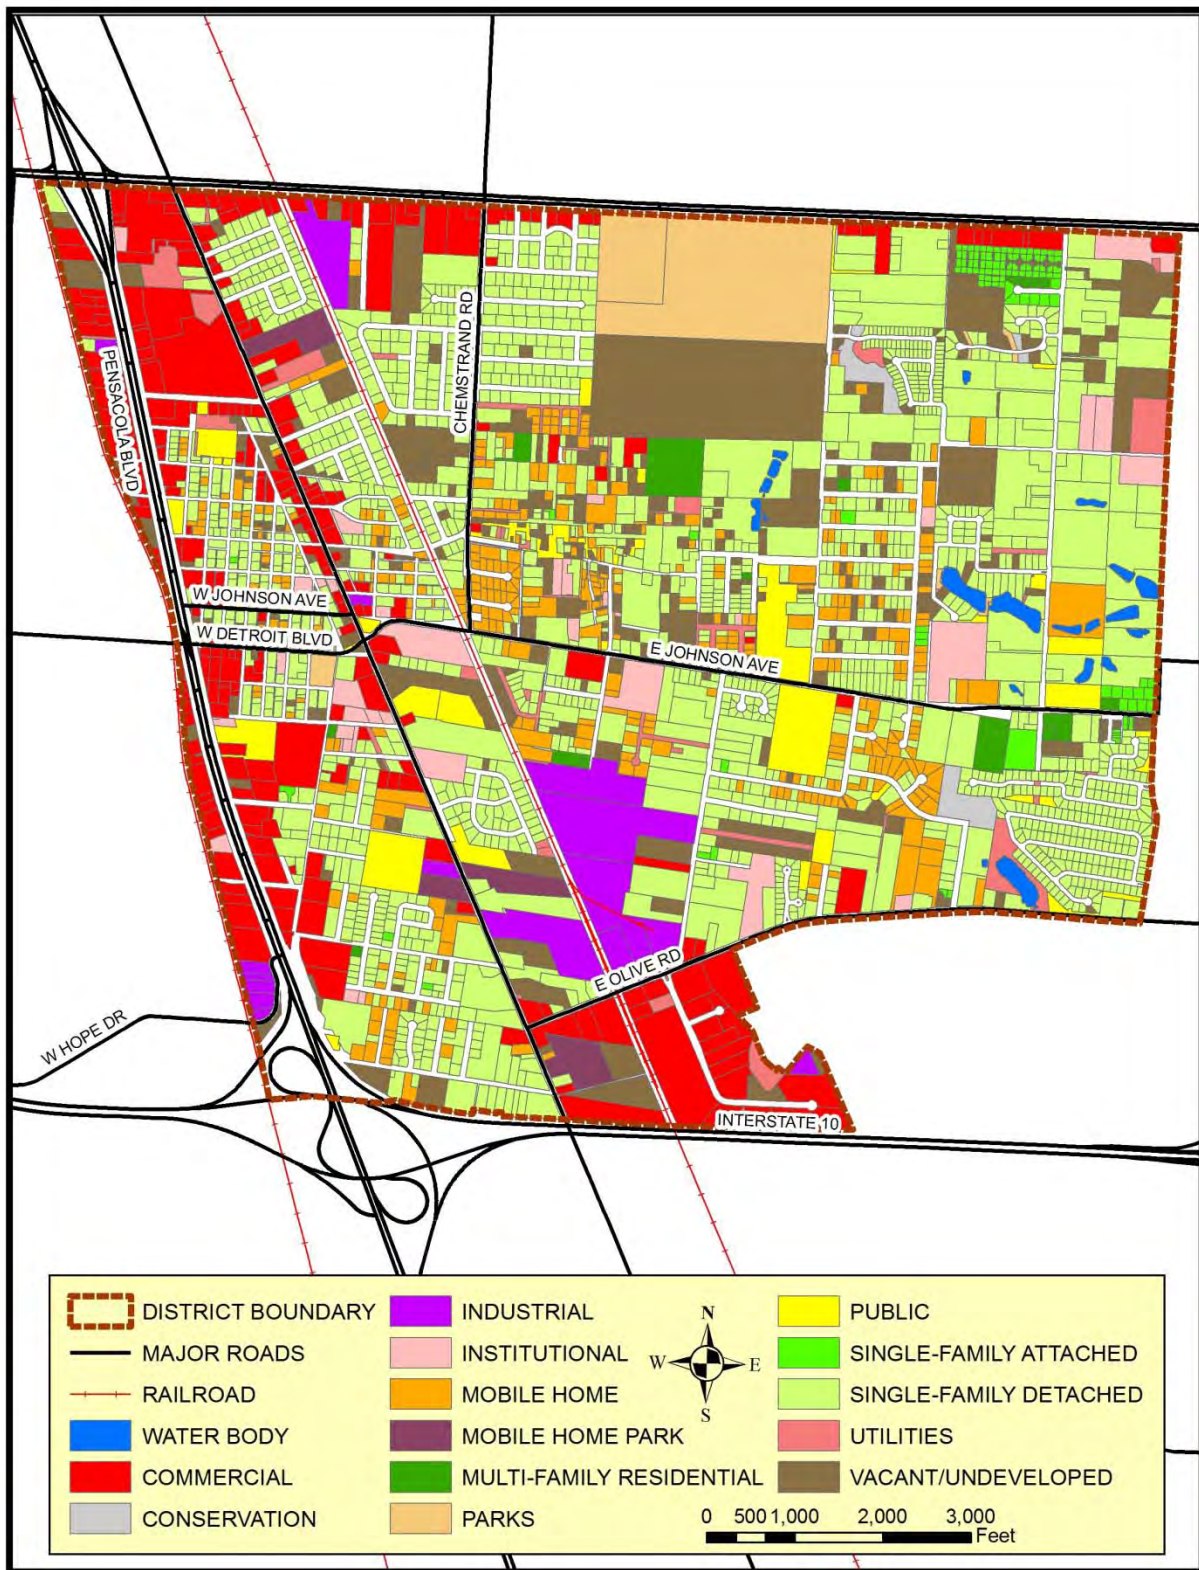 CHEMSTRAND RD
PENSACOLA BLVD
W JOHNSON AVE
W DETROIT BLVD
E JOHNSON AVE
E OLIVE RD
W HOPE DR
INTERSTATE 10
DISTRICT BOUNDARY
MAJOR ROADS
RAILROAD
WATER BODY
COMMERCIAL
CONSERVATION
INDUSTRIAL
INSTITUTIONAL
MOBILE HOME
MOBILE HOME PARK
MULTI-FAMILY RESIDENTIAL
PARKS
N
W E
S
PUBLIC
SINGLE-FAMILY ATTACHED
SINGLE-FAMILY DETACHED
UTILITIES
VACANT/UNDEVELOPED
0 500 1,000 2,000 3,000
Feet